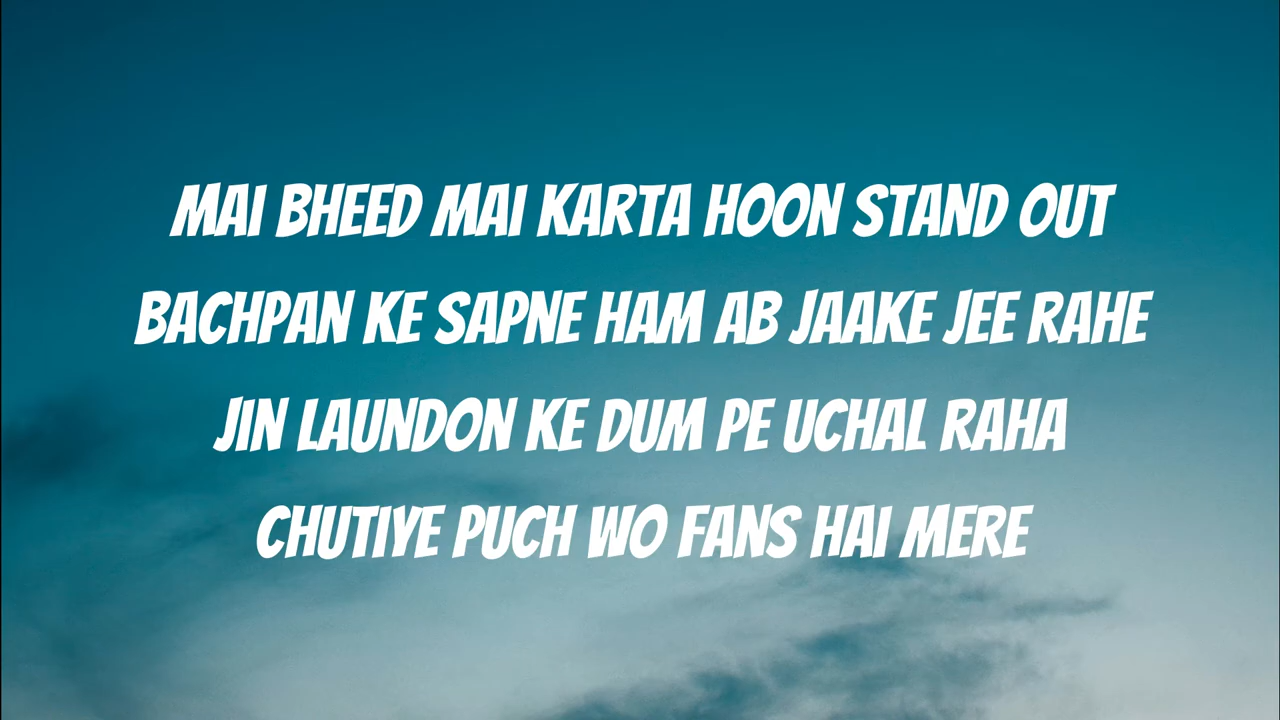 MAI BHEED MAI KARTA HOON STAND OUT
BACHPAN KE SAPNE HAM AB JAAKE JEE RAHE
JIN LAUNDON KE DUM PE UCHAL RAHA
CHUTIYE PUCH WO FANS HAI MERE